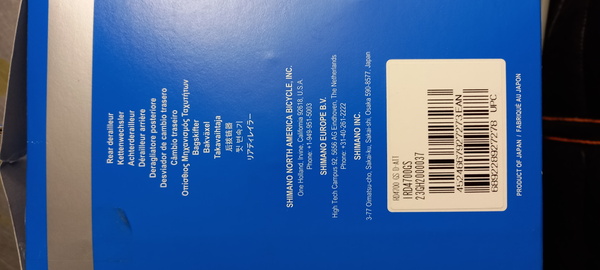 Rear derailleur
Kettenwechsler
Achterderailleur
Dérailleur arrière
Deragliatore posteriore
Desviador de cambio trasero
Câmbio traseiro
Οπίσθιος Μηχανισμός Ταχυτήτων
Bagskifter
Bakväxel
Takavaihtaja
后拨链器
뒷 변속기
リアディレイラー
SHIMANO NORTH AMERICA BICYCLE, INC.
One Holland, Irvine, California 92618, U.S.A
Phone: +1-949-951-5003
SHIMANO EUROPE B.V.
High Tech Campus 92, 5656 AG Eindhoven, The Netherlands
Phone: +31-40-261-2222
SHIMANO INC.
3-77 Oimatsu-cho, Sakai-ku, Sakai-shi, Osaka 590-8577, Japan
IRD4700GS
EAN
UPC
PRODUCT OF JAPAN / FABRIQUÉ AU JAPON